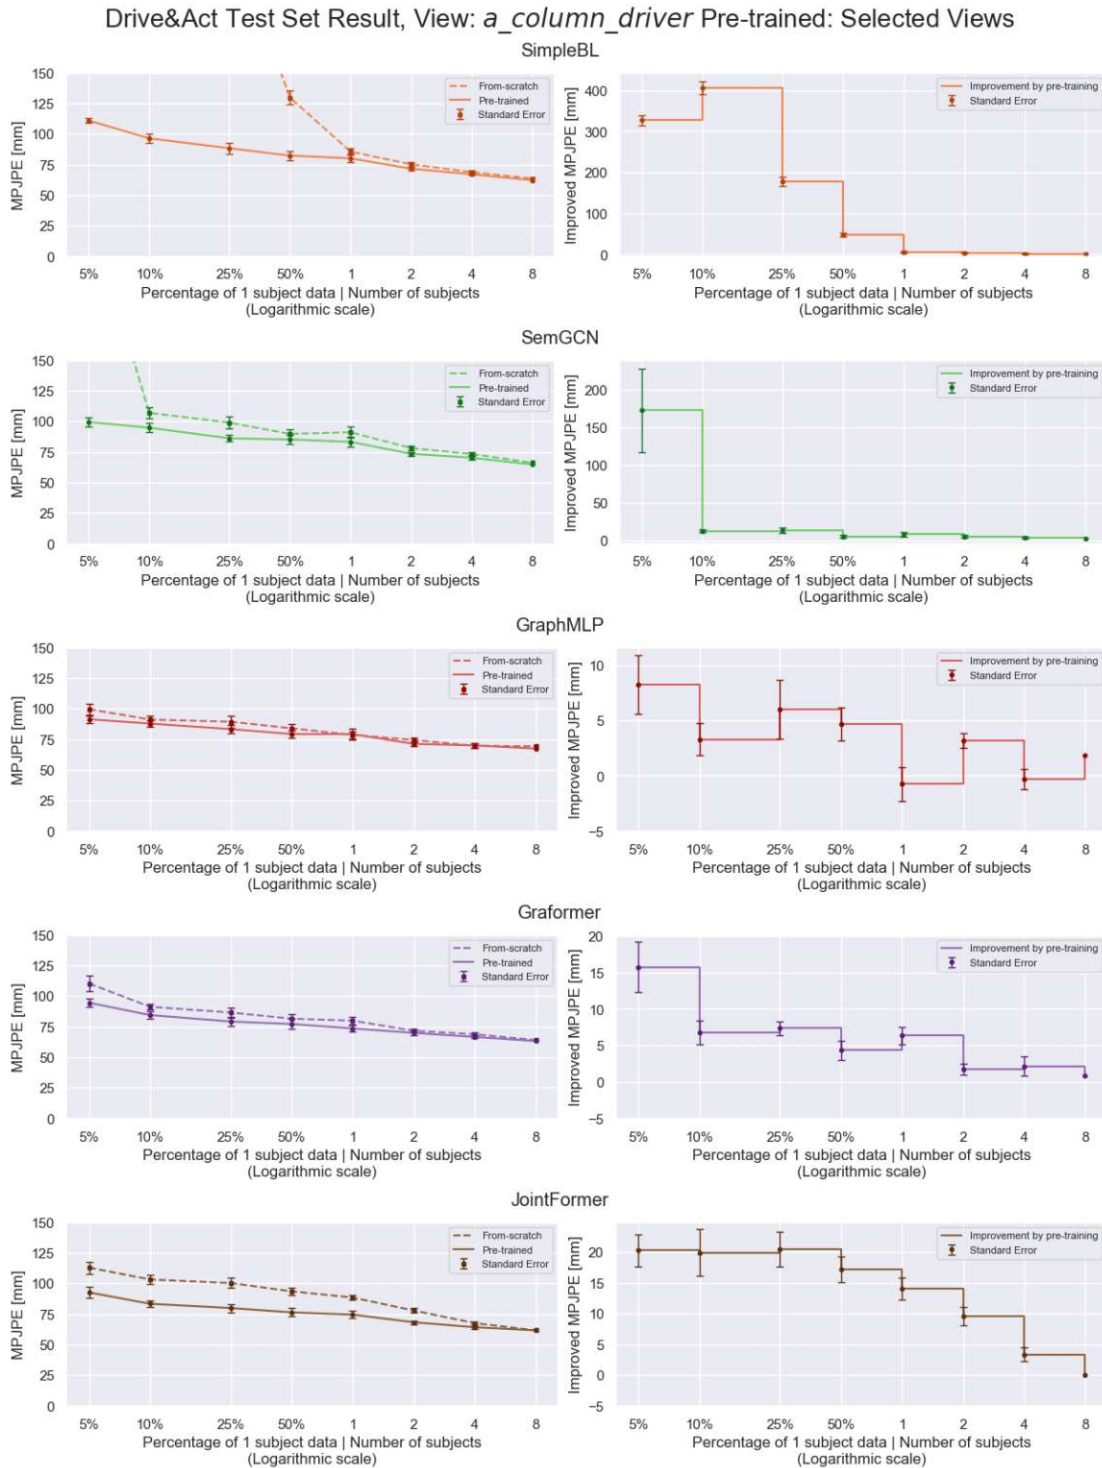 Drive&Act Test Set Result, View: a_column_driver Pre-trained: Selected Views
SimpleBL
150
125
100
75
50
25
0
MPJPE [mm]
From-scratch
Pre-trained
Standard Error
5% 10% 25% 50% 1 2 4 8
Percentage of 1 subject data | Number of subjects
(Logarithmic scale)
400
300
200
100
0
Improved MPJPE [mm]
Improvement by pre-training
Standard Error
5% 10% 25% 50% 1 2 4 8
Percentage of 1 subject data | Number of subjects
(Logarithmic scale)
SemGCN
150
125
100
75
50
25
0
MPJPE [mm]
From-scratch
Pre-trained
Standard Error
5% 10% 25% 50% 1 2 4 8
Percentage of 1 subject data | Number of subjects
(Logarithmic scale)
200
150
100
50
0
Improved MPJPE [mm]
Improvement by pre-training
Standard Error
5% 10% 25% 50% 1 2 4 8
Percentage of 1 subject data | Number of subjects
(Logarithmic scale)
GraphMLP
150
125
100
75
50
25
0
MPJPE [mm]
From-scratch
Pre-trained
Standard Error
5% 10% 25% 50% 1 2 4 8
Percentage of 1 subject data | Number of subjects
(Logarithmic scale)
10
5
0
−5
Improved MPJPE [mm]
Improvement by pre-training
Standard Error
5% 10% 25% 50% 1 2 4 8
Percentage of 1 subject data | Number of subjects
(Logarithmic scale)
Graformer
150
125
100
75
50
25
0
MPJPE [mm]
From-scratch
Pre-trained
Standard Error
5% 10% 25% 50% 1 2 4 8
Percentage of 1 subject data | Number of subjects
(Logarithmic scale)
20
15
10
5
0
−5
Improved MPJPE [mm]
Improvement by pre-training
Standard Error
5% 10% 25% 50% 1 2 4 8
Percentage of 1 subject data | Number of subjects
(Logarithmic scale)
JointFormer
150
125
100
75
50
25
0
MPJPE [mm]
From-scratch
Pre-trained
Standard Error
5% 10% 25% 50% 1 2 4 8
Percentage of 1 subject data | Number of subjects
(Logarithmic scale)
20
15
10
5
0
−5
Improved MPJPE [mm]
Improvement by pre-training
Standard Error
5% 10% 25% 50% 1 2 4 8
Percentage of 1 subject data | Number of subjects
(Logarithmic scale)